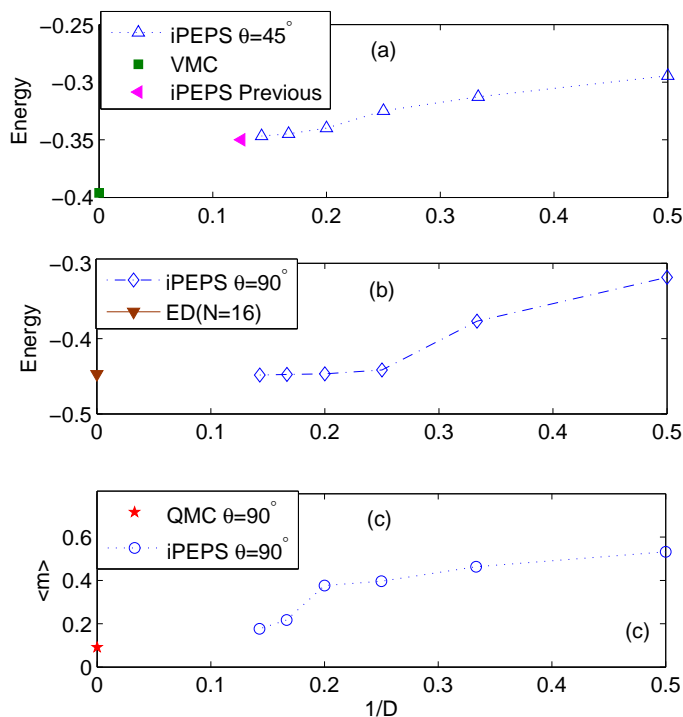 -0.25
iPEPS θ=45°
(a)
VMC
-0.3
iPEPS Previous
Energy
-0.35
-0.4
0 0.1 0.2 0.3 0.4 0.5
-0.3
iPEPS θ=90°
(b)
ED(N=16)
-0.4
Energy
-0.5
0 0.1 0.2 0.3 0.4 0.5
QMC θ=90°
(c)
iPEPS θ=90°
0.6
0.4
<m>
0.2
(c)
0
0 0.1 0.2 0.3 0.4 0.5
1/D